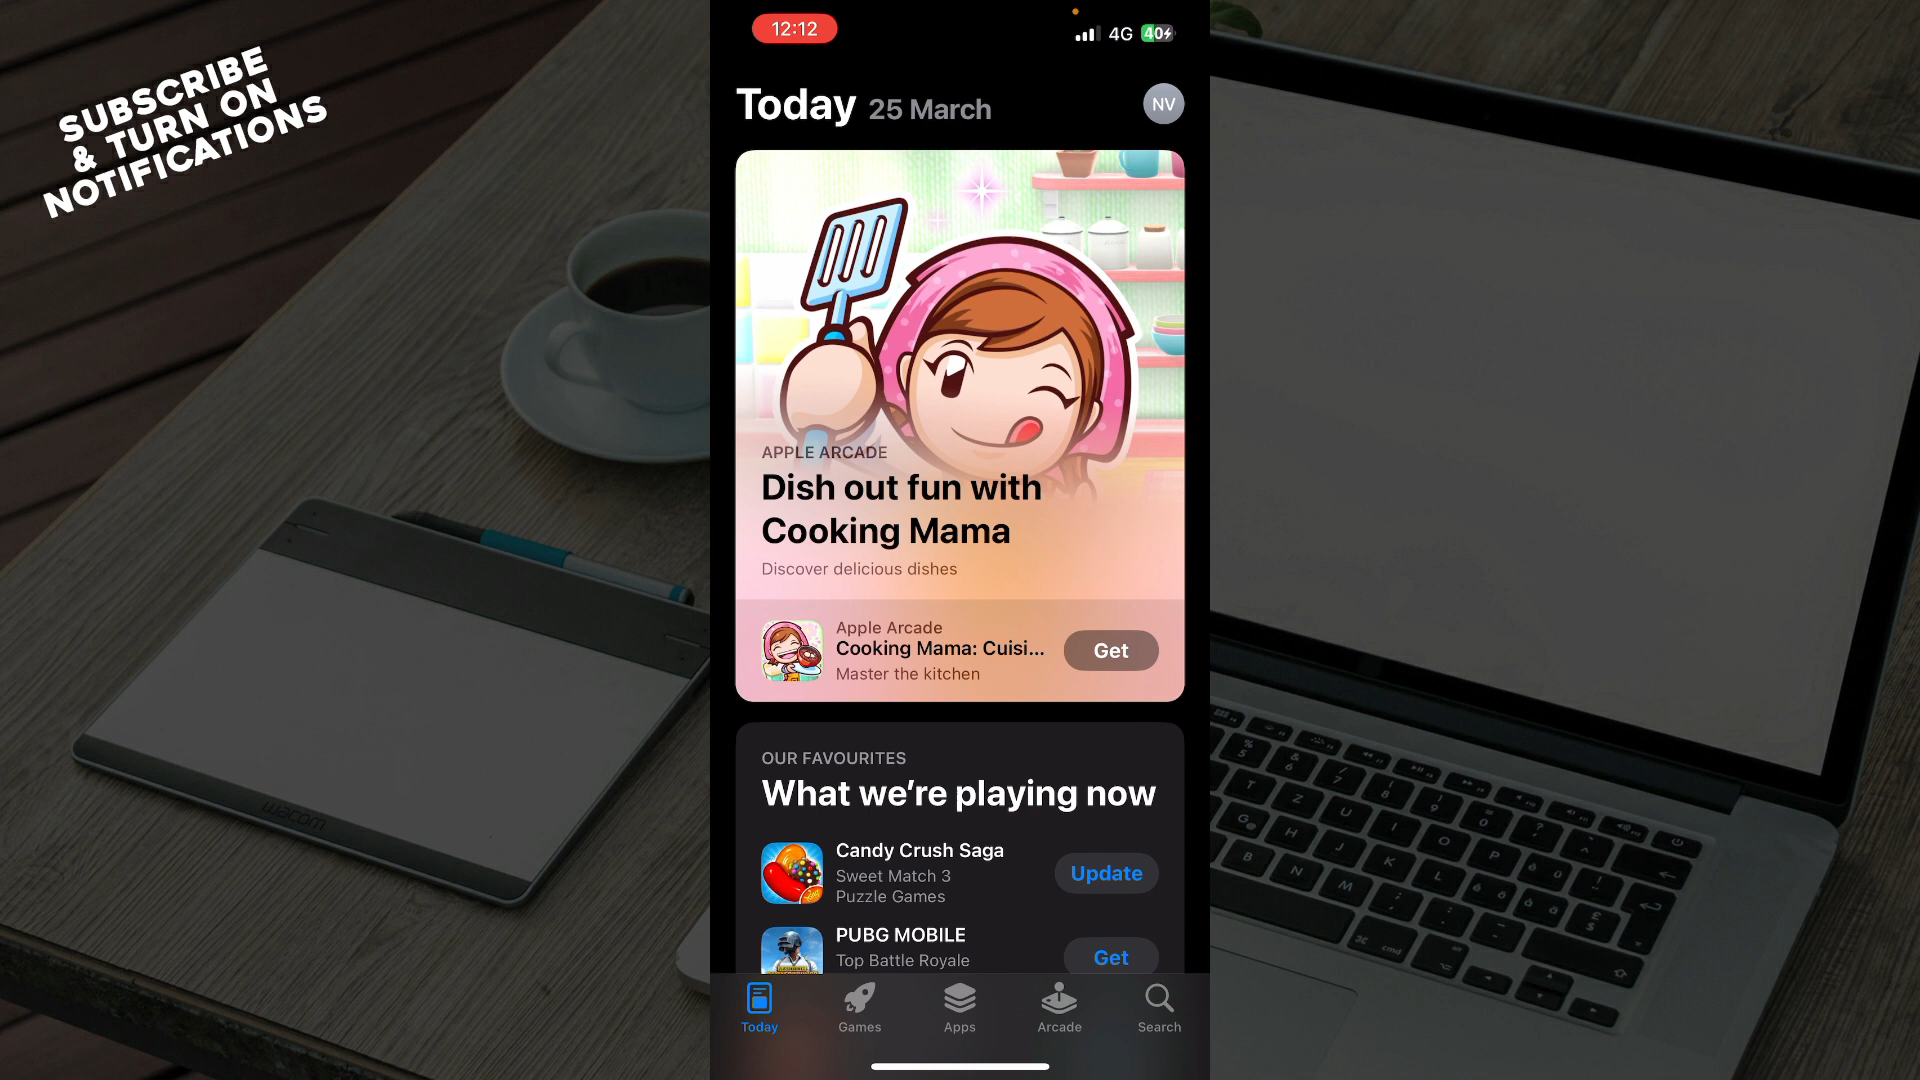 SUBSCRIBE
& TURN ON
NOTIFICATIONS
12:12
4G
40
Today 25 March
NV
APPLE ARCADE
Dish out fun with
Cooking Mama
Discover delicious dishes
Apple Arcade
Cooking Mama: Cuisi...
Master the kitchen
Get
OUR FAVOURITES
What we’re playing now
Candy Crush Saga
Sweet Match 3
Puzzle Games
Update
PUBG MOBILE
Top Battle Royale
Get
Today
Games
Apps
Arcade
Search
wacom